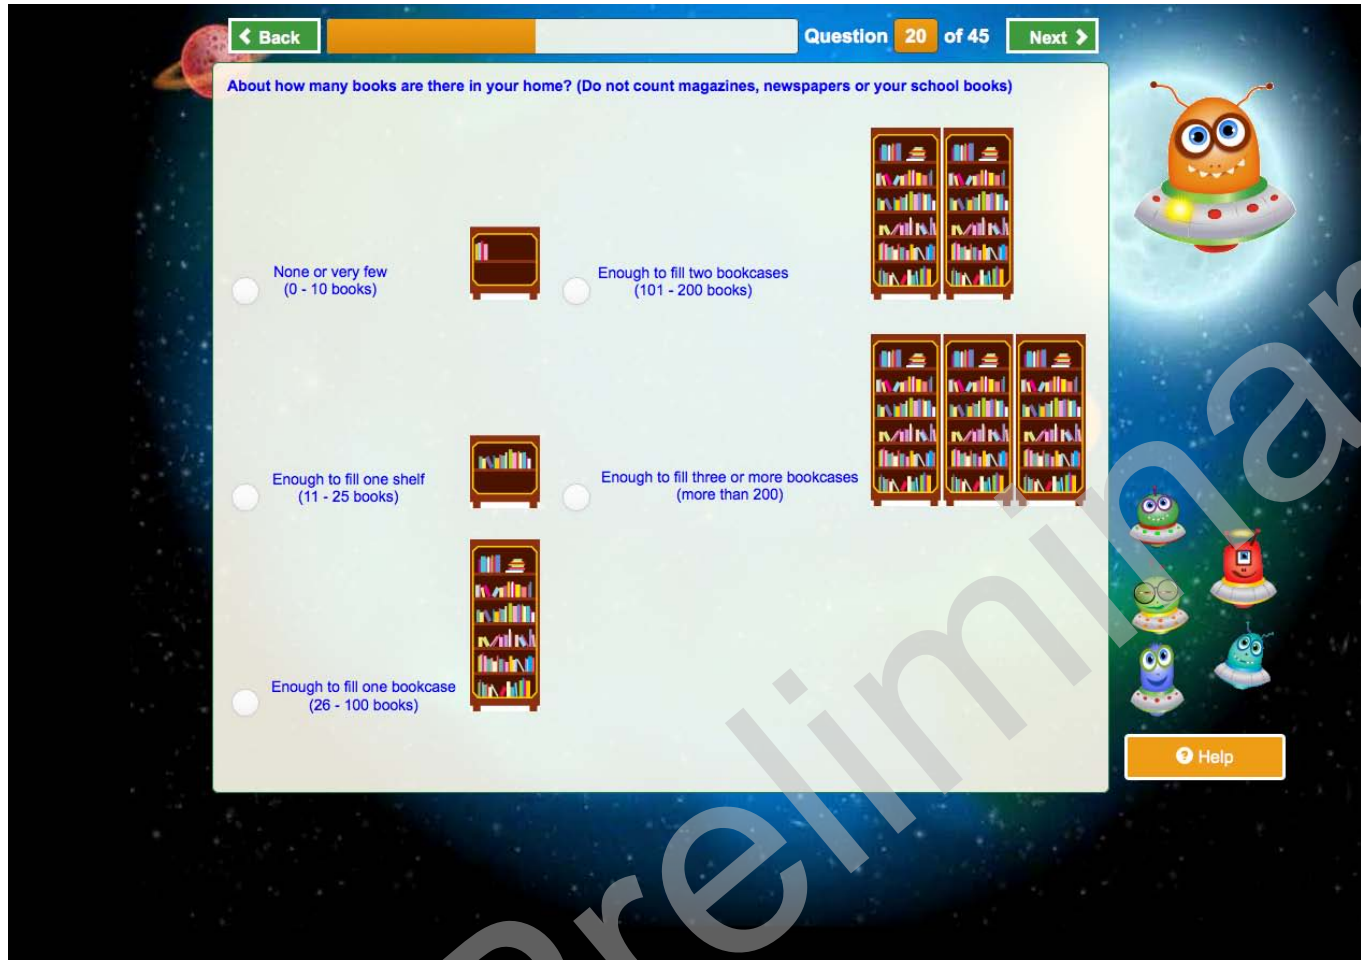 Back
Question 20 of 45
Next
About how many books are there in your home? (Do not count magazines, newspapers or your school books)
None or very few
(0 - 10 books)
Enough to fill one shelf
(11 - 25 books)
Enough to fill one bookcase
(26 - 100 books)
Enough to fill two bookcases
(101 - 200 books)
Enough to fill three or more bookcases
(more than 200)
? Help
Preliminar